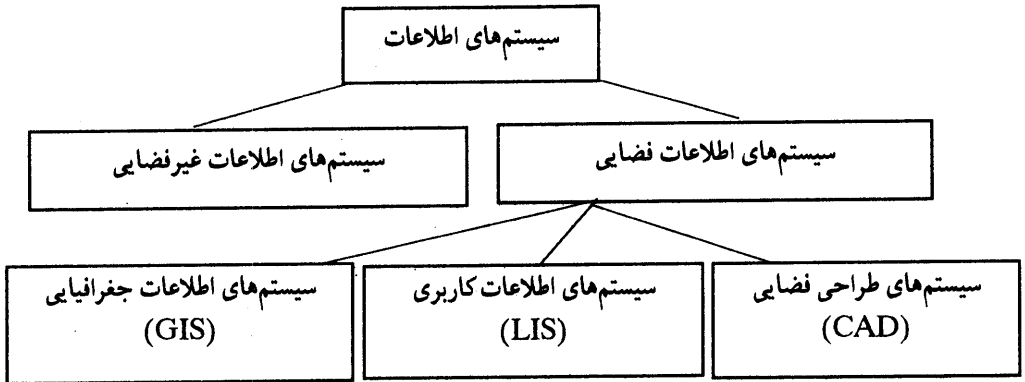 سیستم‌های اطلاعات
سیستم‌های اطلاعات فضایی
سیستم‌های اطلاعات غیرفضایی
سیستم‌های طراحی فضایی
(CAD)
سیستم‌های اطلاعات کاربری
(LIS)
سیستم‌های اطلاعات جغرافیایی
(GIS)